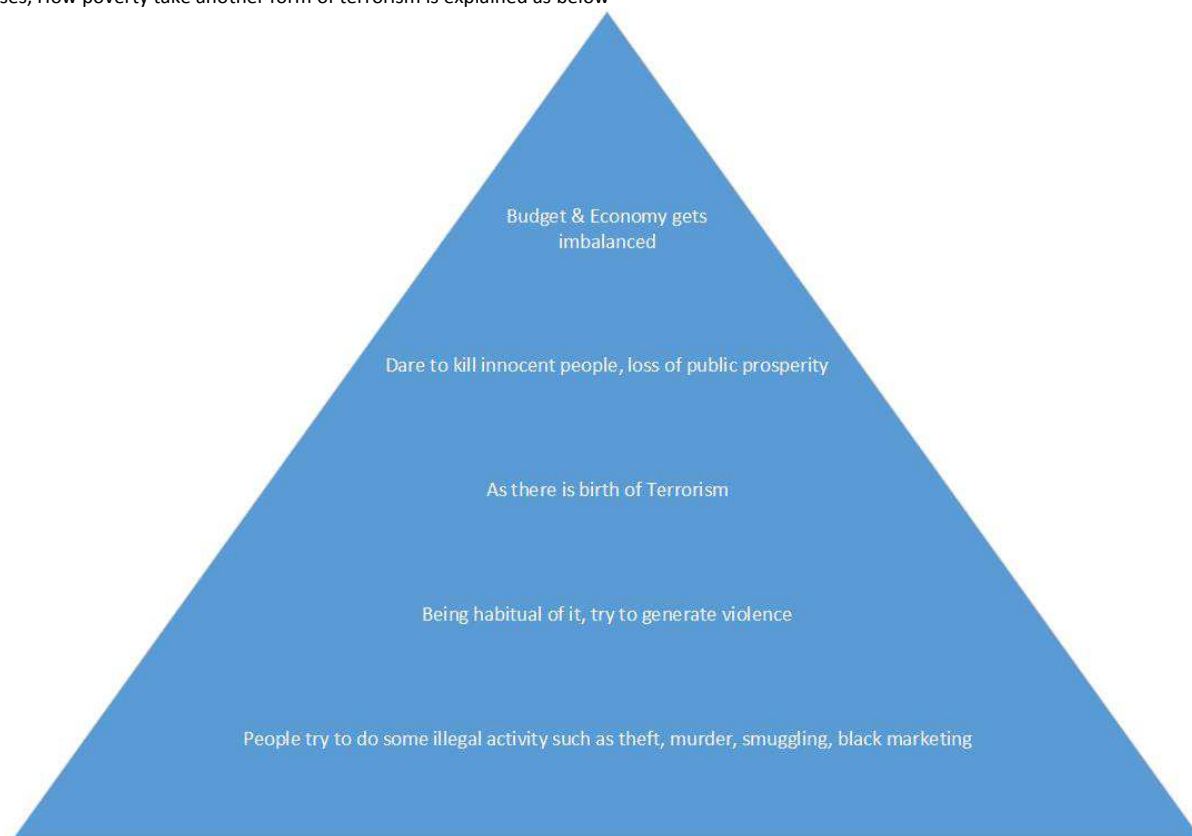 How poverty take another form of terrorism is explained as below
Budget & Economy gets
imbalanced
Dare to kill innocent people, loss of public prosperity
As there is birth of Terrorism
Being habitual of it, try to generate violence
People try to do some illegal activity such as theft, murder, smuggling, black marketing